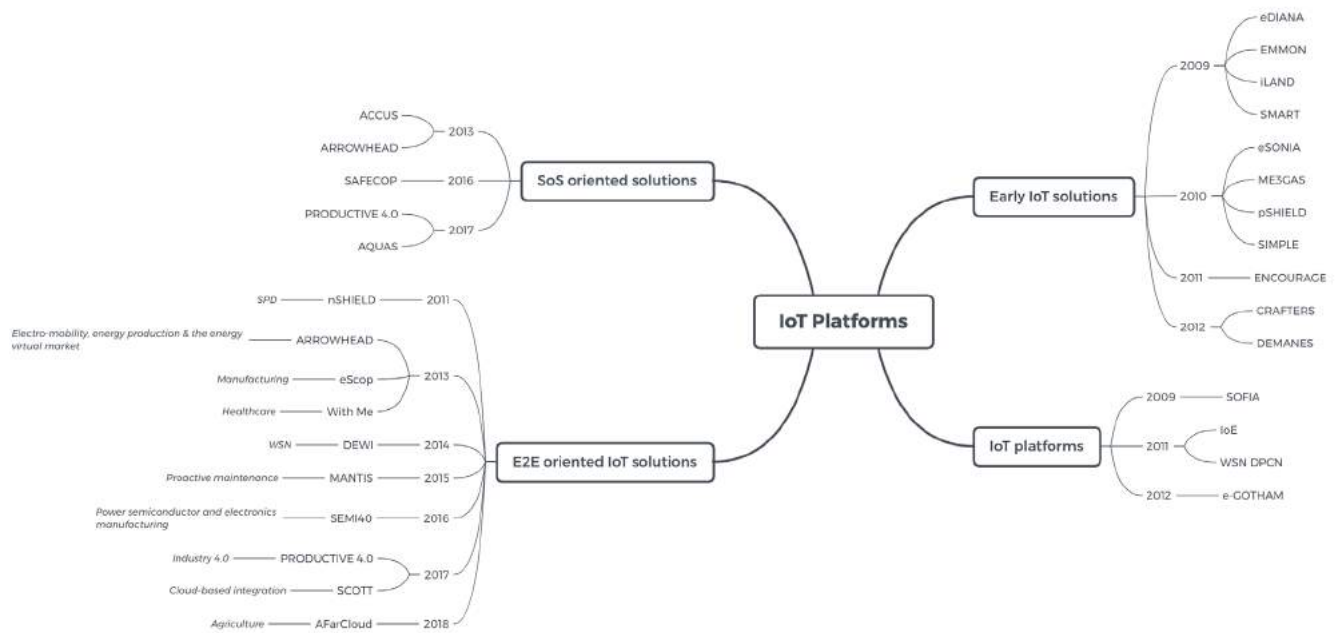 IoT Platforms
SoS oriented solutions
2013
ACCUS
ARROWHEAD
2016
SAFECOP
2017
PRODUCTIVE 4.0
AQUAS
E2E oriented IoT solutions
2011
nSHIELD
SPD
2013
ARROWHEAD
Electro-mobility, energy production & the energy
virtual market
eScop
Manufacturing
With Me
Healthcare
2014
DEWI
WSN
2015
MANTIS
Proactive maintenance
2016
SEMI40
Power semiconductor and electronics
manufacturing
2017
PRODUCTIVE 4.0
Industry 4.0
SCOTT
Cloud-based integration
2018
AFarCloud
Agriculture
Early IoT solutions
2009
eDIANA
EMMON
iLAND
SMART
2010
eSONIA
ME3GAS
pSHIELD
SIMPLE
2011
ENCOURAGE
2012
CRAFTERS
DEMANES
IoT platforms
2009
SOFIA
2011
IoE
WSN DPCN
2012
e-GOTHAM